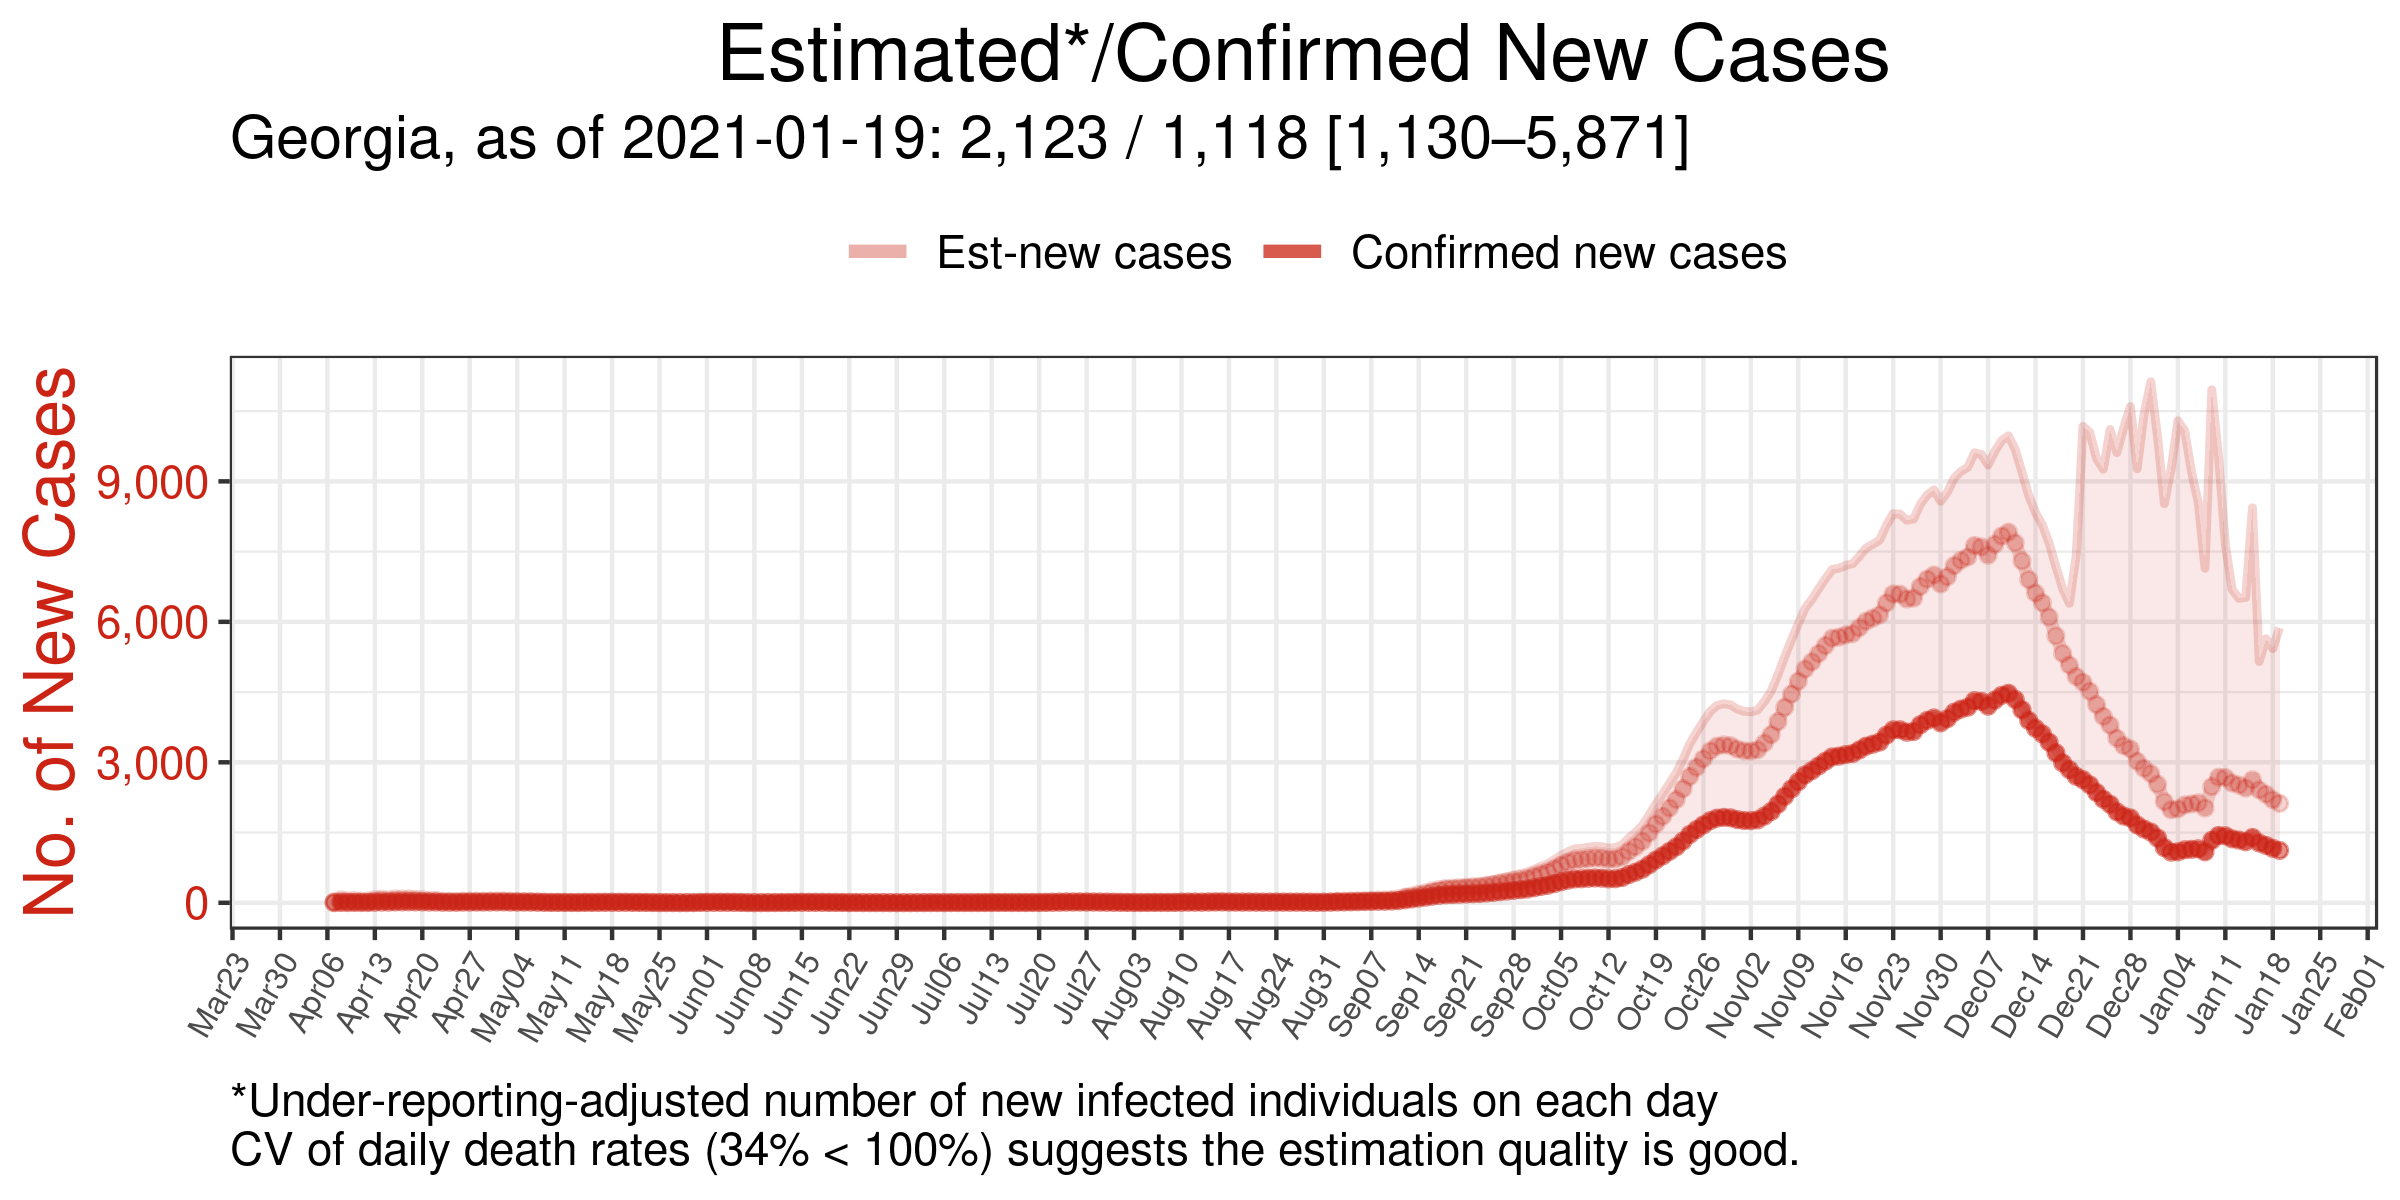 Estimated*/Confirmed New Cases
Georgia, as of 2021-01-19: 2,123 / 1,118 [1,130–5,871]
Est-new cases
Confirmed new cases
No. of New Cases
9,000
6,000
3,000
0
Mar23
Mar30
Apr06
Apr13
Apr20
Apr27
May04
May11
May18
May25
Jun01
Jun08
Jun15
Jun22
Jun29
Jul06
Jul13
Jul20
Jul27
Aug03
Aug10
Aug17
Aug24
Aug31
Sep07
Sep14
Sep21
Sep28
Oct05
Oct12
Oct19
Oct26
Nov02
Nov09
Nov16
Nov23
Nov30
Dec07
Dec14
Dec21
Dec28
Jan04
Jan11
Jan18
Jan25
Feb01
*Under-reporting-adjusted number of new infected individuals on each day
CV of daily death rates (34% < 100%) suggests the estimation quality is good.